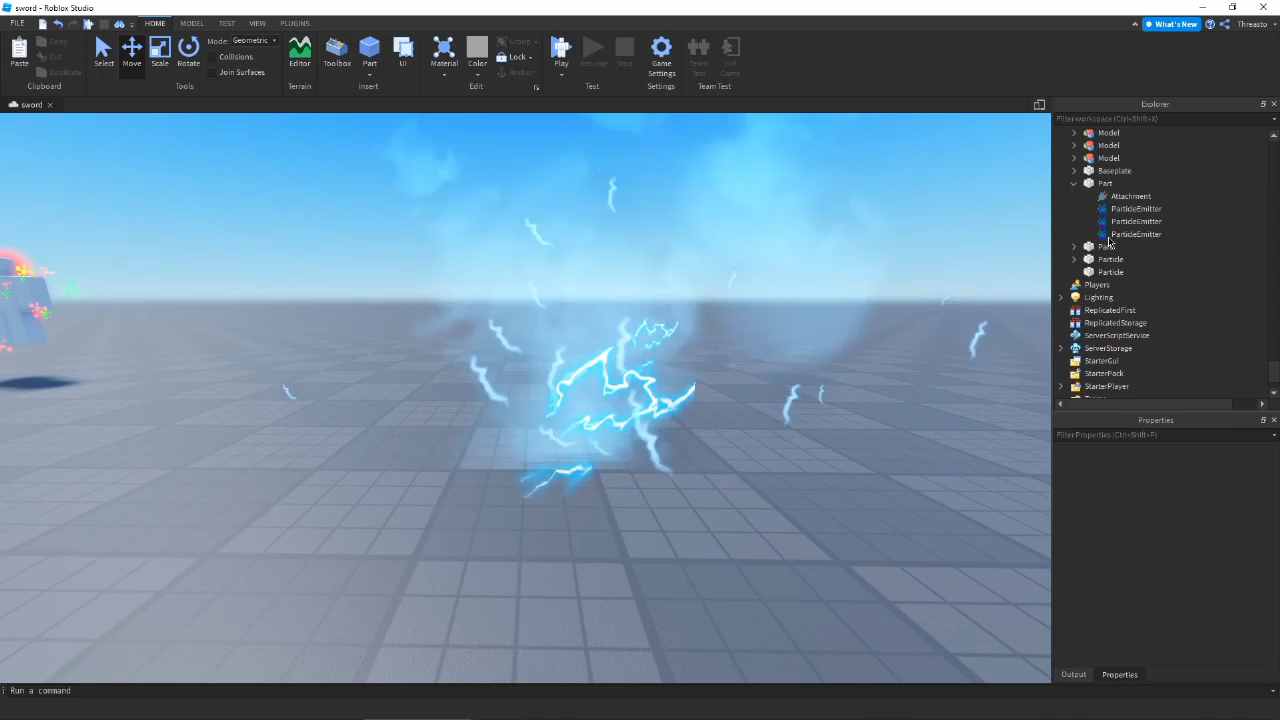 sword - Roblox Studio
FILE HOME MODEL TEST VIEW PLUGINS What's New Threasto
Paste Copy Cut Duplicate Select Move Scale Rotate Mode: Geometric Collisions Join Surfaces Editor Toolbox Part UI Material Color Group Lock Anchor Play Resume Stop Game Settings Team Test Exit Game
Clipboard Tools Terrain Insert Edit Test Settings Team Test
sword
Explorer
Filter workspace (Ctrl+Shift+X)
Model
Model
Model
Baseplate
Part
Attachment
ParticleEmitter
ParticleEmitter
ParticleEmitter
Particle
Particle
Players
Lighting
ReplicatedFirst
ReplicatedStorage
ServerScriptService
ServerStorage
StarterGui
StarterPack
StarterPlayer
Properties
Filter Properties (Ctrl+Shift+P)
Output Properties
Run a command